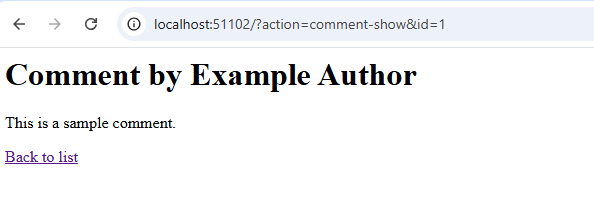 localhost:51102/?action=comment-show&id=1
Comment by Example Author
This is a sample comment.
Back to list